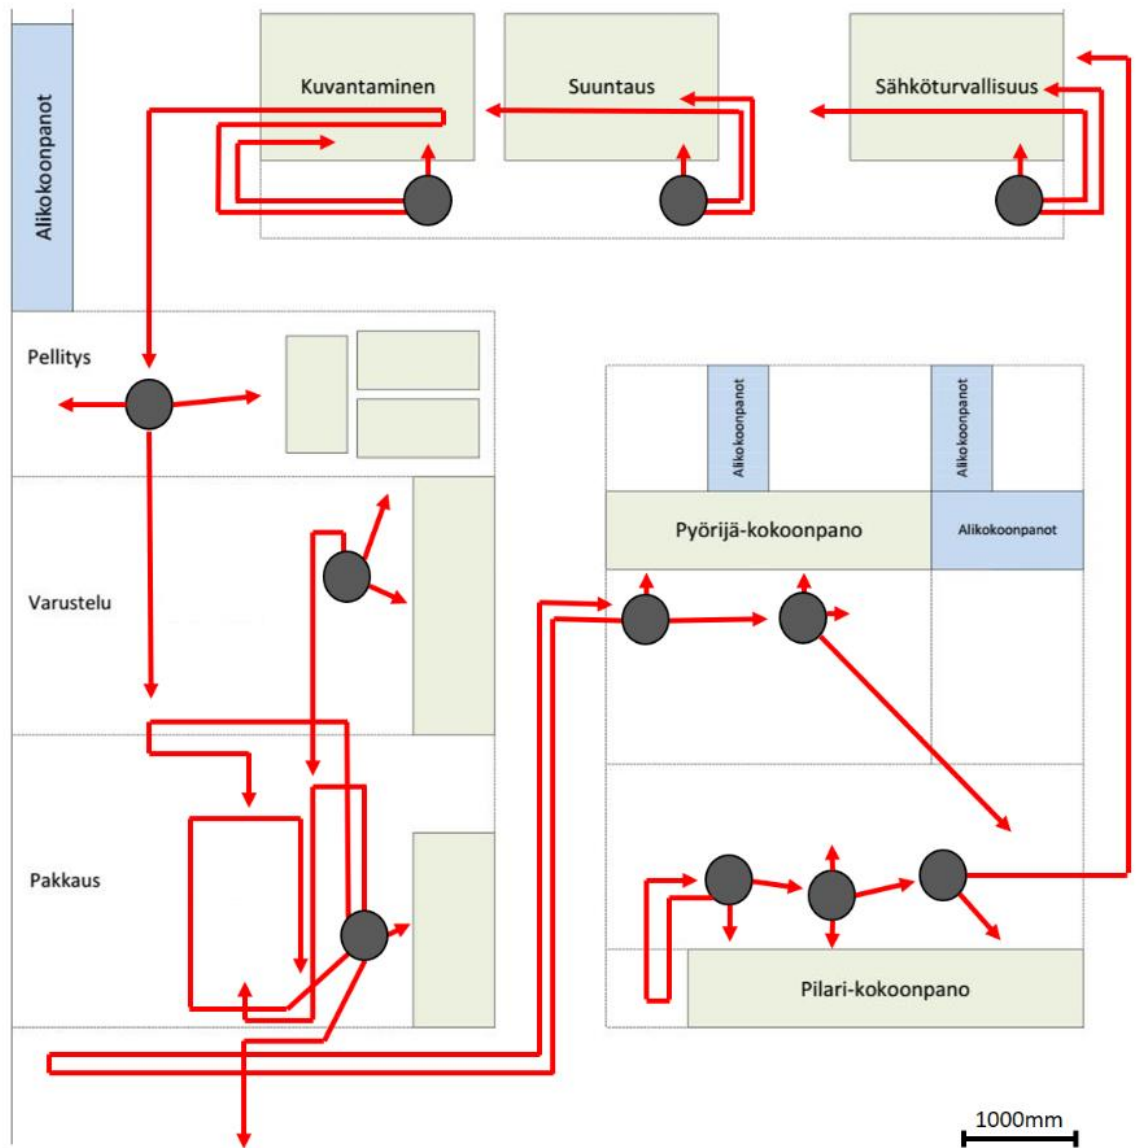 Kuvantaminen
Suuntaus
Sähköturvallisuus
Alikokoonpanot
Pellitys
Alikokoonpanot
Alikokoonpanot
Pyörijä-kokoonpano
Alikokoonpanot
Varustelu
Pakkaus
Pilari-kokoonpano
1000mm